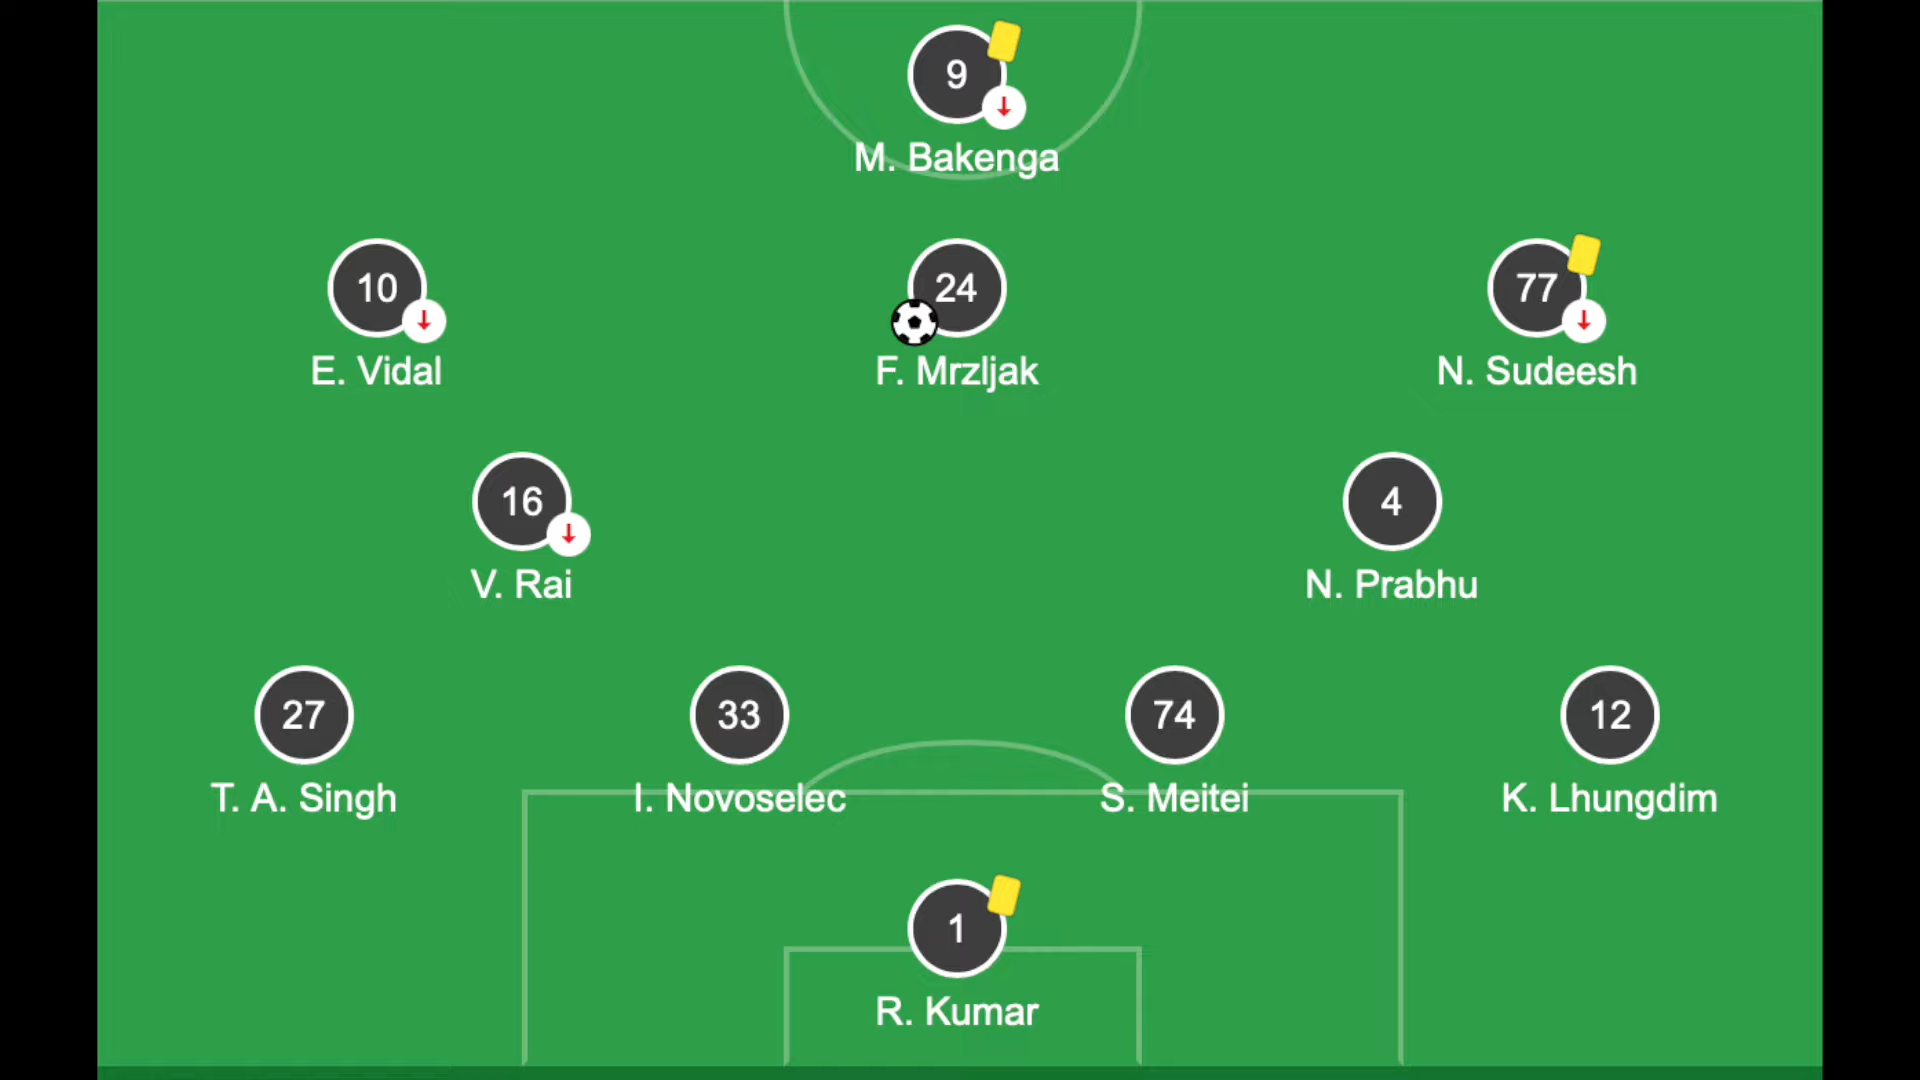 9
M. Bakenga
10 24 77
E. Vidal F. Mrzljak N. Sudeesh
16 4
V. Rai N. Prabhu
27 33 74 12
T. A. Singh I. Novoselec S. Meitei K. Lhungdim
1
R. Kumar